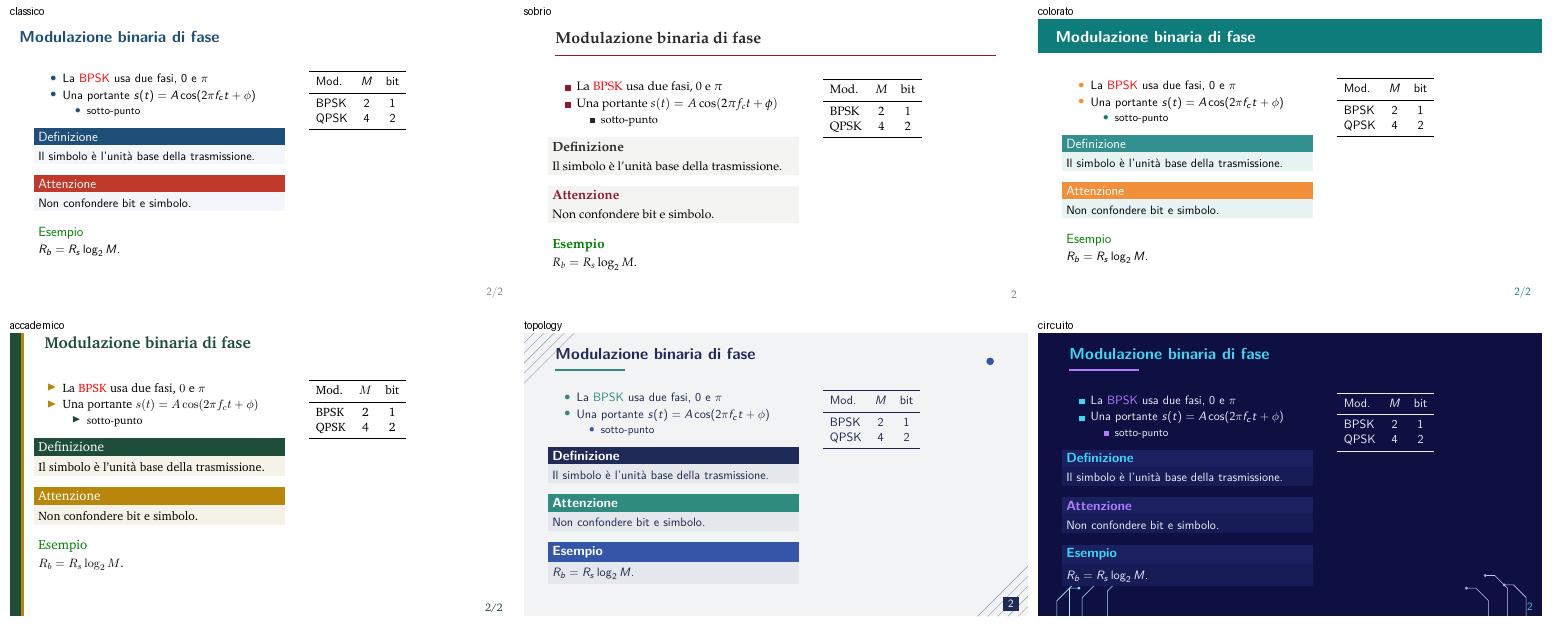 classico
Modulazione binaria di fase
La BPSK usa due fasi, 0 e π
Una portante s(t) = A cos(2πf_c t + ϕ)
sotto-punto
Definizione
Il simbolo è l'unità base della trasmissione.
Attenzione
Non confondere bit e simbolo.
Esempio
R_b = R_s log₂ M.
Mod. M bit
BPSK 2 1
QPSK 4 2
2/2
sobrio
Modulazione binaria di fase
La BPSK usa due fasi, 0 e π
Una portante s(t) = A cos(2πf_c t + ϕ)
sotto-punto
Definizione
Il simbolo è l'unità base della trasmissione.
Attenzione
Non confondere bit e simbolo.
Esempio
R_b = R_s log₂ M.
Mod. M bit
BPSK 2 1
QPSK 4 2
2
colorato
Modulazione binaria di fase
La BPSK usa due fasi, 0 e π
Una portante s(t) = A cos(2πf_c t + ϕ)
sotto-punto
Definizione
Il simbolo è l'unità base della trasmissione.
Attenzione
Non confondere bit e simbolo.
Esempio
R_b = R_s log₂ M.
Mod. M bit
BPSK 2 1
QPSK 4 2
2/2
accademico
Modulazione binaria di fase
La BPSK usa due fasi, 0 e π
Una portante s(t) = A cos(2πf_c t + ϕ)
sotto-punto
Definizione
Il simbolo è l'unità base della trasmissione.
Attenzione
Non confondere bit e simbolo.
Esempio
R_b = R_s log₂ M.
Mod. M bit
BPSK 2 1
QPSK 4 2
2/2
topology
Modulazione binaria di fase
La BPSK usa due fasi, 0 e π
Una portante s(t) = A cos(2πf_c t + ϕ)
sotto-punto
Definizione
Il simbolo è l'unità base della trasmissione.
Attenzione
Non confondere bit e simbolo.
Esempio
R_b = R_s log₂ M.
Mod. M bit
BPSK 2 1
QPSK 4 2
2
circuito
Modulazione binaria di fase
La BPSK usa due fasi, 0 e π
Una portante s(t) = A cos(2πf_c t + ϕ)
sotto-punto
Definizione
Il simbolo è l'unità base della trasmissione.
Attenzione
Non confondere bit e simbolo.
Esempio
R_b = R_s log₂ M.
Mod. M bit
BPSK 2 1
QPSK 4 2
2